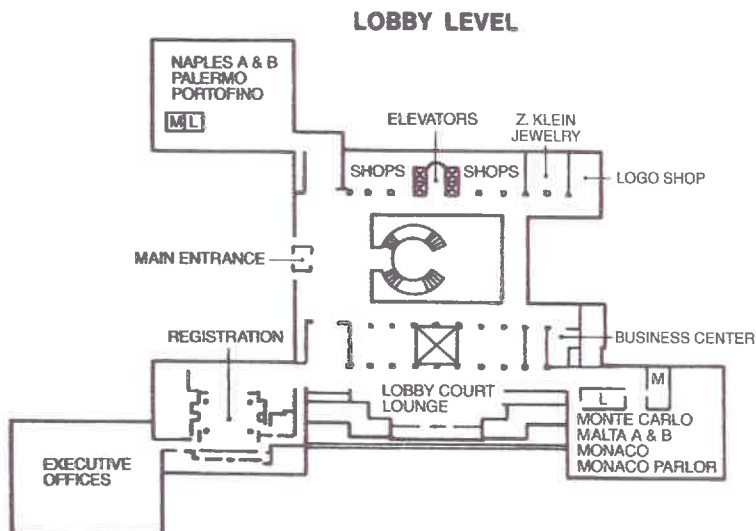 LOBBY LEVEL
NAPLES A & B
PALERMO
PORTOFINO
M L
ELEVATORS
Z. KLEIN
JEWELRY
SHOPS
SHOPS
LOGO SHOP
MAIN ENTRANCE
REGISTRATION
BUSINESS CENTER
LOBBY COURT
LOUNGE
M
L
MONTE CARLO
MALTA A & B
MONACO
MONACO PARLOR
EXECUTIVE
OFFICES